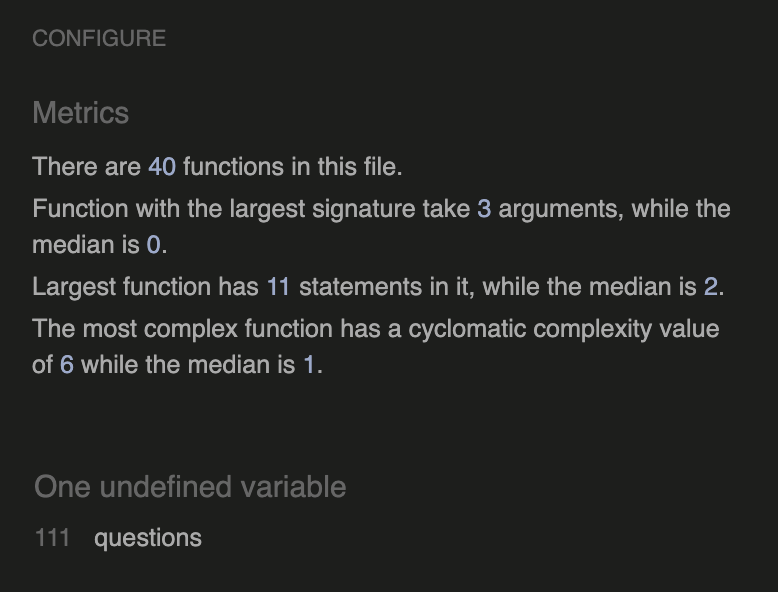 CONFIGURE
Metrics
There are 40 functions in this file.
Function with the largest signature take 3 arguments, while the
median is 0.
Largest function has 11 statements in it, while the median is 2.
The most complex function has a cyclomatic complexity value
of 6 while the median is 1.
One undefined variable
111 questions